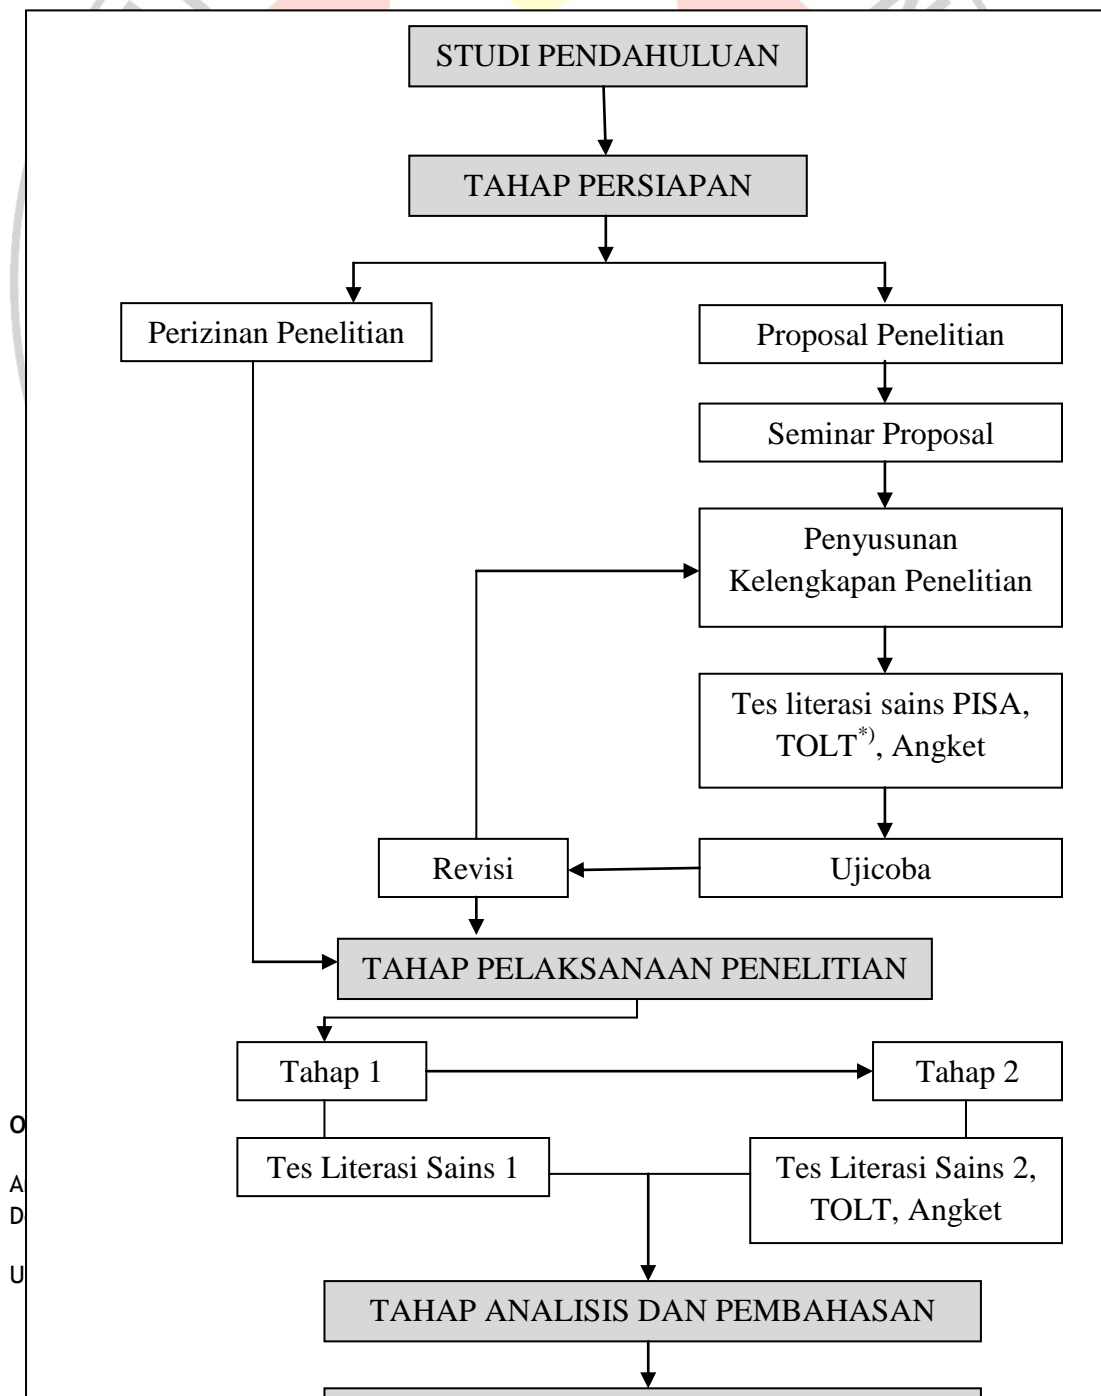 STUDI PENDAHULUAN
TAHAP PERSIAPAN
Perizinan Penelitian
Proposal Penelitian
Seminar Proposal
Penyusunan
Kelengkapan Penelitian
Tes literasi sains PISA,
TOLT*), Angket
Revisi
Ujicoba
TAHAP PELAKSANAAN PENELITIAN
Tahap 1
Tahap 2
O
Tes Literasi Sains 1
Tes Literasi Sains 2,
TOLT, Angket
A
D
U
TAHAP ANALISIS DAN PEMBAHASAN